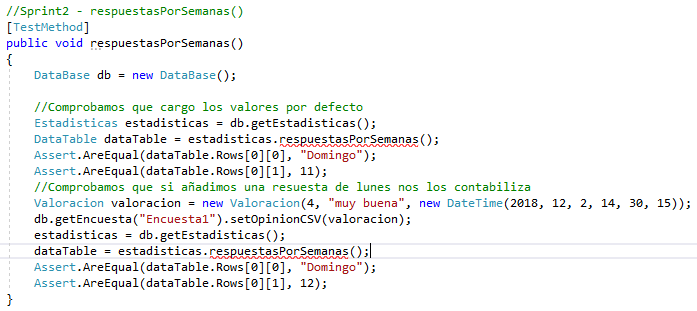 //Sprint2 - respuestasPorSemanas()
[TestMethod]
public void respuestasPorSemanas()
{
DataBase db = new DataBase();
//Comprobamos que cargo los valores por defecto
Estadisticas estadisticas = db.getEstadisticas();
DataTable dataTable = estadisticas.respuestasPorSemanas();
Assert.AreEqual(dataTable.Rows[0][0], "Domingo");
Assert.AreEqual(dataTable.Rows[0][1], 11);
//Comprobamos que si añadimos una resuesta de lunes nos los contabiliza
Valoracion valoracion = new Valoracion(4, "muy buena", new DateTime(2018, 12, 2, 14, 30, 15));
db.getEncuesta("Encuesta1").setOpinionCSV(valoracion);
estadisticas = db.getEstadisticas();
dataTable = estadisticas.respuestasPorSemanas();
Assert.AreEqual(dataTable.Rows[0][0], "Domingo");
Assert.AreEqual(dataTable.Rows[0][1], 12);
}